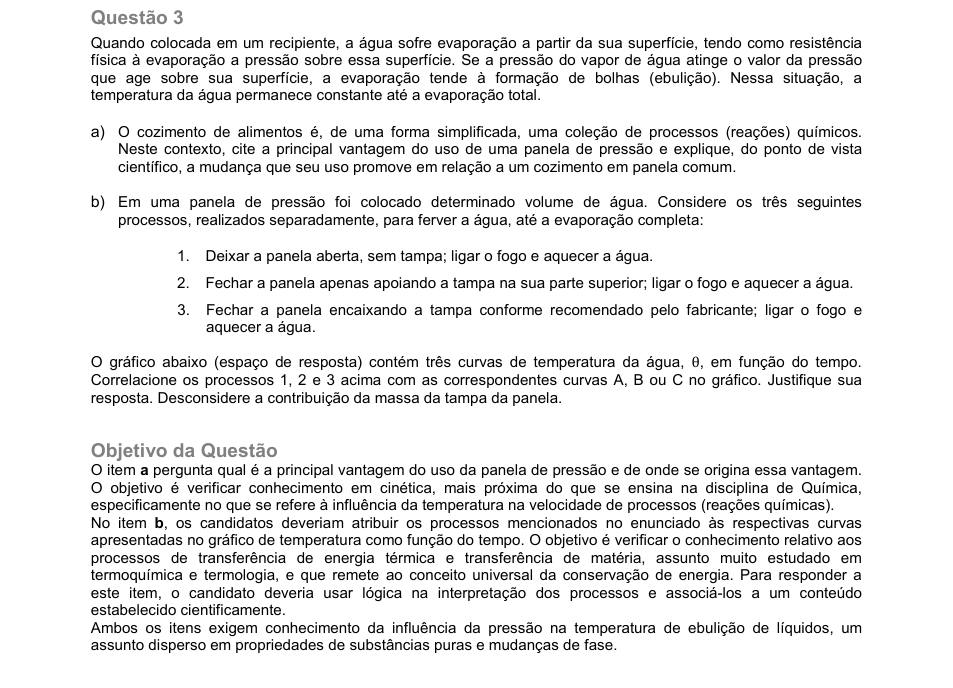 Questão 3
Quando colocada em um recipiente, a água sofre evaporação a partir da sua superfície, tendo como resistência
física à evaporação a pressão sobre essa superfície. Se a pressão do vapor de água atinge o valor da pressão
que age sobre sua superfície, a evaporação tende à formação de bolhas (ebulição). Nessa situação, a
temperatura da água permanece constante até a evaporação total.
a) O cozimento de alimentos é, de uma forma simplificada, uma coleção de processos (reações) químicos.
Neste contexto, cite a principal vantagem do uso de uma panela de pressão e explique, do ponto de vista
científico, a mudança que seu uso promove em relação a um cozimento em panela comum.
b) Em uma panela de pressão foi colocado determinado volume de água. Considere os três seguintes
processos, realizados separadamente, para ferver a água, até a evaporação completa:
1. Deixar a panela aberta, sem tampa; ligar o fogo e aquecer a água.
2. Fechar a panela apenas apoiando a tampa na sua parte superior; ligar o fogo e aquecer a água.
3. Fechar a panela encaixando a tampa conforme recomendado pelo fabricante; ligar o fogo e
aquecer a água.
O gráfico abaixo (espaço de resposta) contém três curvas de temperatura da água, θ, em função do tempo.
Correlacione os processos 1, 2 e 3 acima com as correspondentes curvas A, B ou C no gráfico. Justifique sua
resposta. Desconsidere a contribuição da massa da tampa da panela.
Objetivo da Questão
O item a pergunta qual é a principal vantagem do uso da panela de pressão e de onde se origina essa vantagem.
O objetivo é verificar conhecimento em cinética, mais próxima do que se ensina na disciplina de Química,
especificamente no que se refere à influência da temperatura na velocidade de processos (reações químicas).
No item b, os candidatos deveriam atribuir os processos mencionados no enunciado às respectivas curvas
apresentadas no gráfico de temperatura como função do tempo. O objetivo é verificar o conhecimento relativo aos
processos de transferência de energia térmica e transferência de matéria, assunto muito estudado em
termoquímica e termologia, e que remete ao conceito universal da conservação de energia. Para responder a
este item, o candidato deveria usar lógica na interpretação dos processos e associá-los a um conteúdo
estabelecido cientificamente.
Ambos os itens exigem conhecimento da influência da pressão na temperatura de ebulição de líquidos, um
assunto disperso em propriedades de substâncias puras e mudanças de fase.